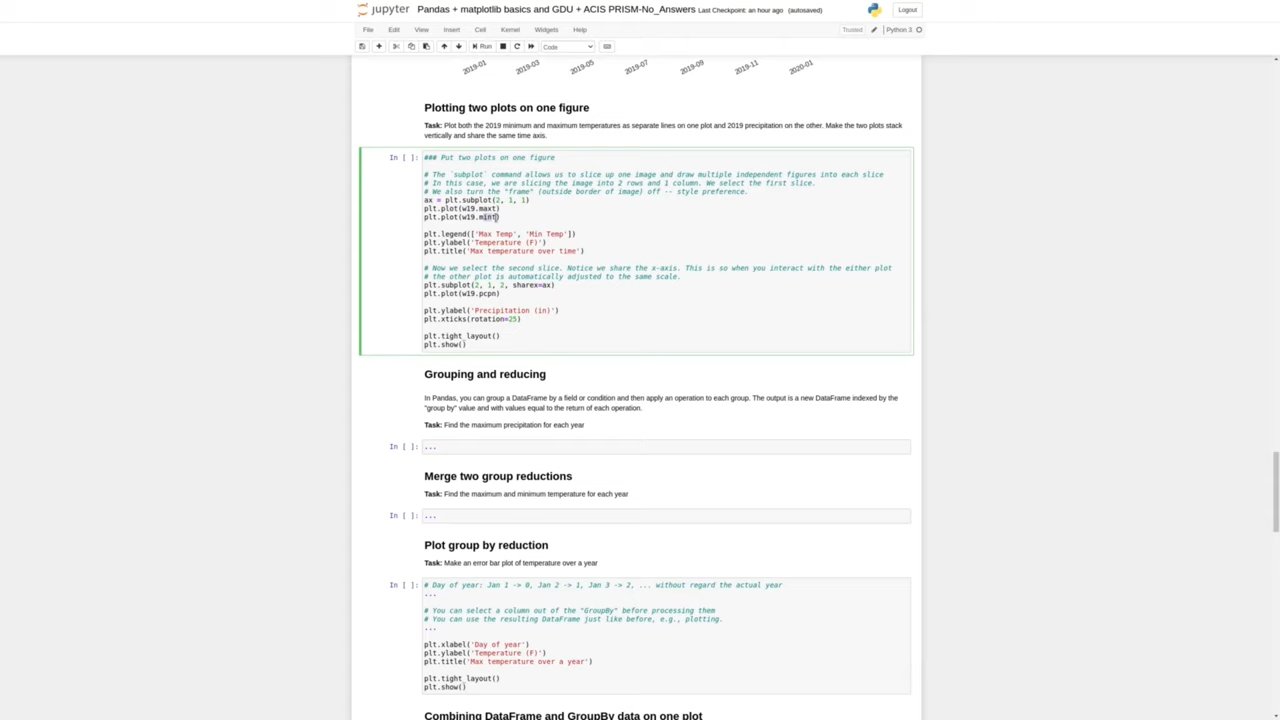 jupyter Pandas + matplotlib basics and GDU + ACIS PRISM-No_Answers Last Checkpoint: an hour ago (autosaved)
Logout
File Edit View Insert Cell Kernel Widgets Help
Trusted Python 3
Run Code
2019-01 2019-03 2019-05 2019-07 2019-09 2019-11 2020-01
Plotting two plots on one figure
Task: Plot both the 2019 minimum and maximum temperatures as separate lines on one plot and 2019 precipitation on the other. Make the two plots stack
vertically and share the same time axis.
In [ ]: ### Put two plots on one figure
# The `subplot` command allows us to slice up one image and draw multiple independent figures into each slice
# In this case, we are slicing the image into 2 rows and 1 column. We select the first slice.
# We also turn the "frame" (outside border of image) off -- style preference.
ax = plt.subplot(2, 1, 1)
plt.plot(w19.maxt)
plt.plot(w19.mint)
plt.legend(['Max Temp', 'Min Temp'])
plt.ylabel('Temperature (F)')
plt.title('Max temperature over time')
# Now we select the second slice. Notice we share the x-axis. This is so when you interact with the either plot
# the other plot is automatically adjusted to the same scale.
plt.subplot(2, 1, 2, sharex=ax)
plt.plot(w19.pcpn)
plt.ylabel('Precipitation (in)')
plt.xticks(rotation=25)
plt.tight_layout()
plt.show()
Grouping and reducing
In Pandas, you can group a DataFrame by a field or condition and then apply an operation to each group. The output is a new DataFrame indexed by the
"group by" value and with values equal to the return of each operation.
Task: Find the maximum precipitation for each year
In [ ]: ...
Merge two group reductions
Task: Find the maximum and minimum temperature for each year
In [ ]: ...
Plot group by reduction
Task: Make an error bar plot of temperature over a year
In [ ]: # Day of year: Jan 1 -> 0, Jan 2 -> 1, Jan 3 -> 2, ... without regard the actual year
...
# You can select a column out of the "GroupBy" before processing them
# You can use the resulting DataFrame just like before, e.g., plotting.
...
plt.xlabel('Day of year')
plt.ylabel('Temperature (F)')
plt.title('Max temperature over a year')
plt.tight_layout()
plt.show()
Combining DataFrame and GroupBy data on one plot